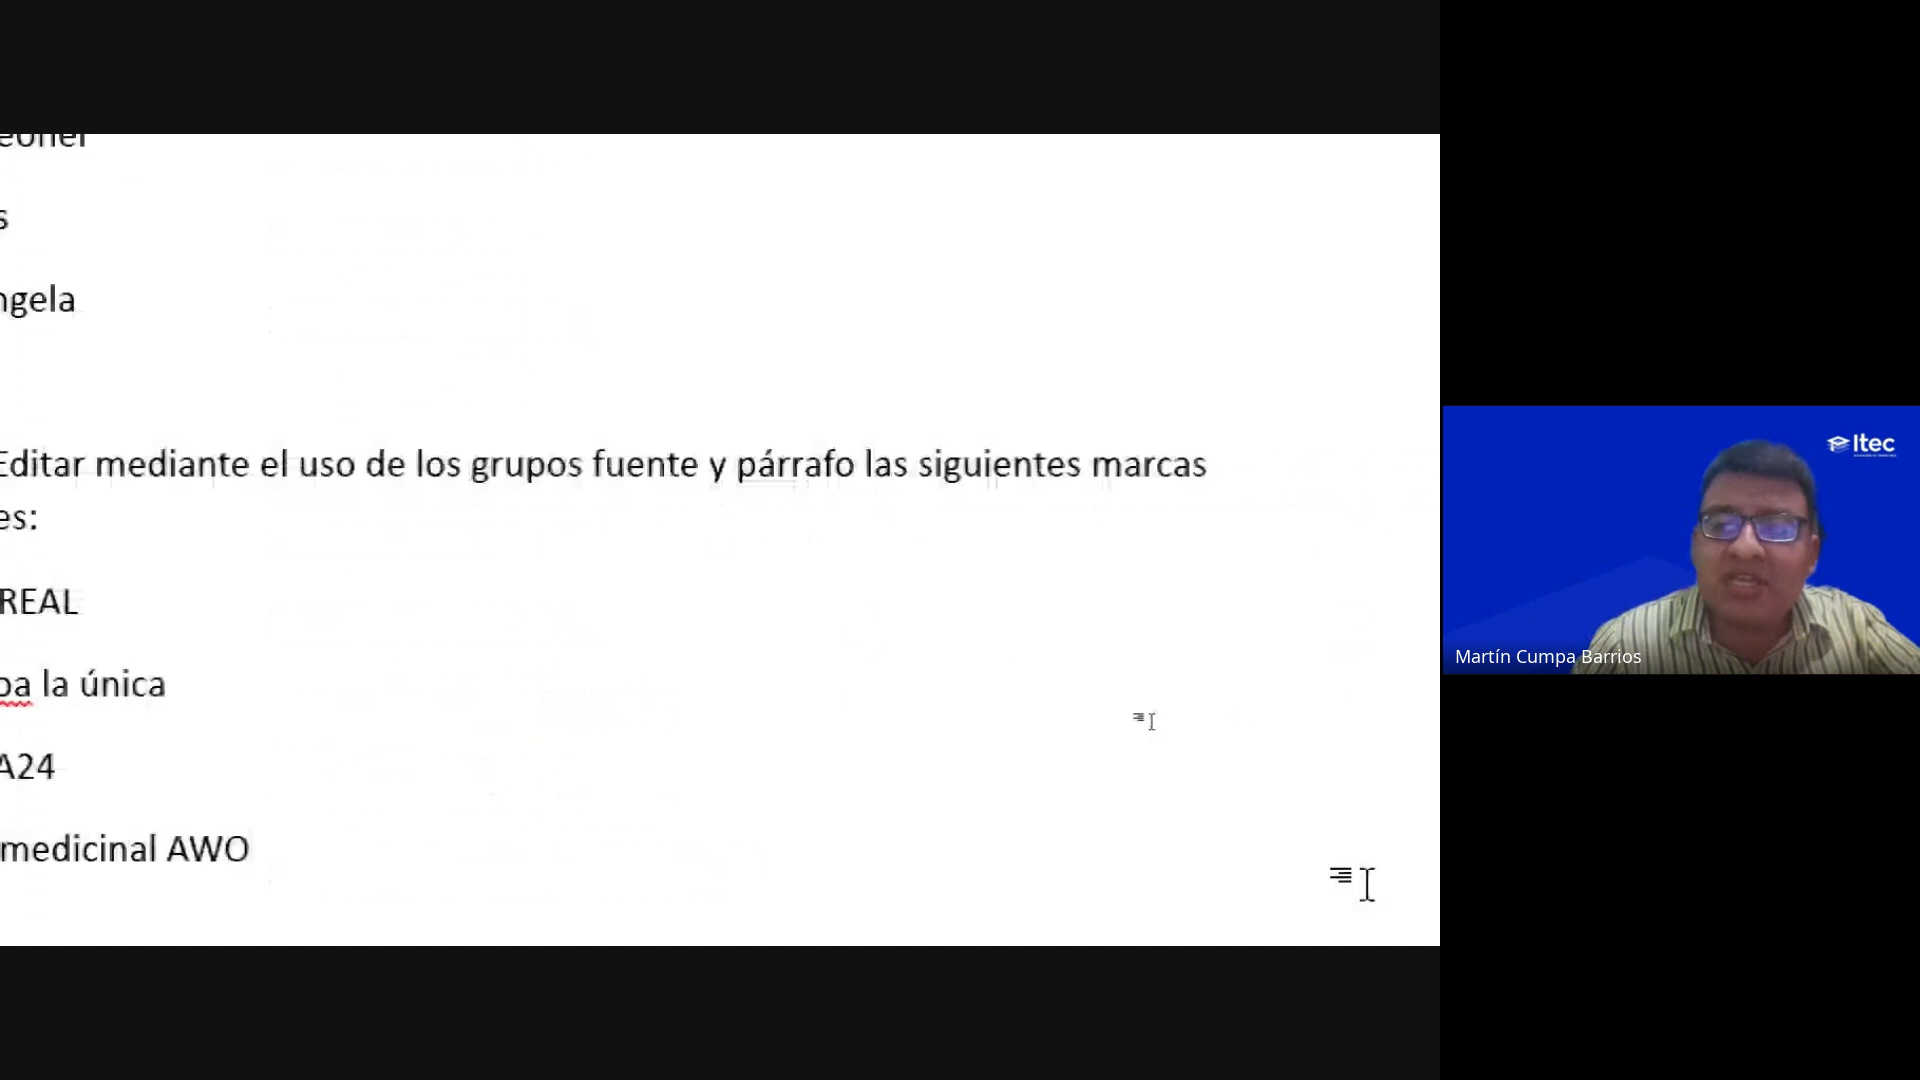 eoner
s
ngela
Editar mediante el uso de los grupos fuente y párrafo las siguientes marcas
es:
REAL
pa la única
A24
medicinal AWO
Itec
Martín Cumpa Barrios